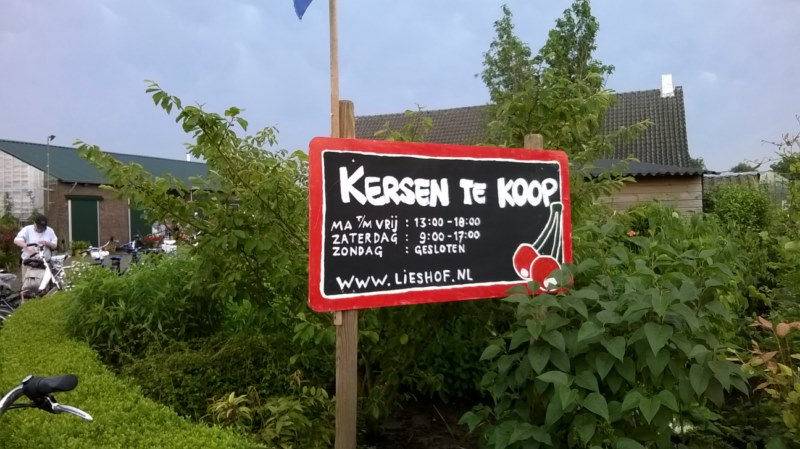 KERSEN TE KOOP
MA T/M VRIJ : 13:00-18:00
ZATERDAG : 9:00-17:00
ZONDAG : GESLOTEN
WWW.LIESHOF.NL